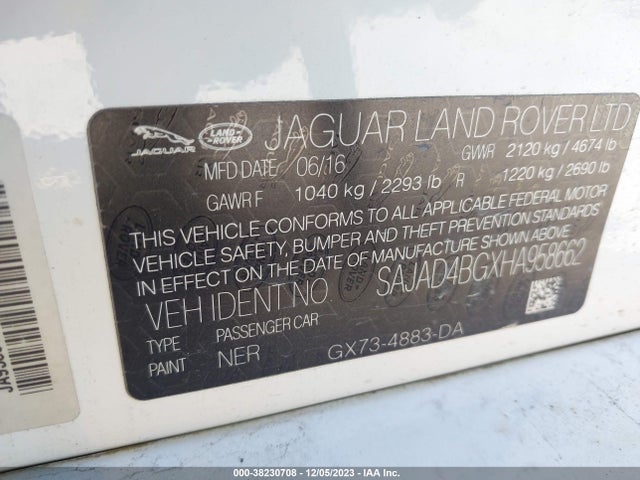 JAGUAR LAND ROVER JAGUAR LAND ROVER LTD
MFD DATE 06/16 GVWR 2120 kg / 4674 lb
GAWR F 1040 kg / 2293 lb R 1220 kg / 2690 lb
THIS VEHICLE CONFORMS TO ALL APPLICABLE FEDERAL MOTOR
VEHICLE SAFETY, BUMPER AND THEFT PREVENTION STANDARDS
IN EFFECT ON THE DATE OF MANUFACTURE SHOWN ABOVE
VEH IDENT NO. SAJAD4BGXHA958662
TYPE PASSENGER CAR
PAINT NER GX73-4883-DA
000-38230708 - 12/05/2023 - IAA Inc.